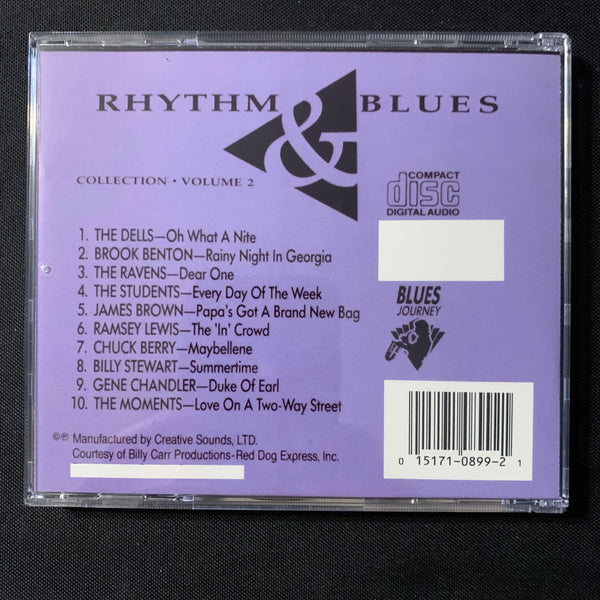 RHYTHM & BLUES
COLLECTION • VOLUME 2
COMPACT
disc
DIGITAL AUDIO
1. THE DELLS—Oh What A Nite
2. BROOK BENTON—Rainy Night In Georgia
3. THE RAVENS—Dear One
4. THE STUDENTS—Every Day Of The Week
5. JAMES BROWN—Papa's Got A Brand New Bag
6. RAMSEY LEWIS—The 'In' Crowd
7. CHUCK BERRY—Maybellene
8. BILLY STEWART—Summertime
9. GENE CHANDLER—Duke Of Earl
10. THE MOMENTS—Love On A Two-Way Street
BLUES
JOURNEY
©℗ Manufactured by Creative Sounds, LTD.
Courtesy of Billy Carr Productions-Red Dog Express, Inc.
0 15171-0899-2 1